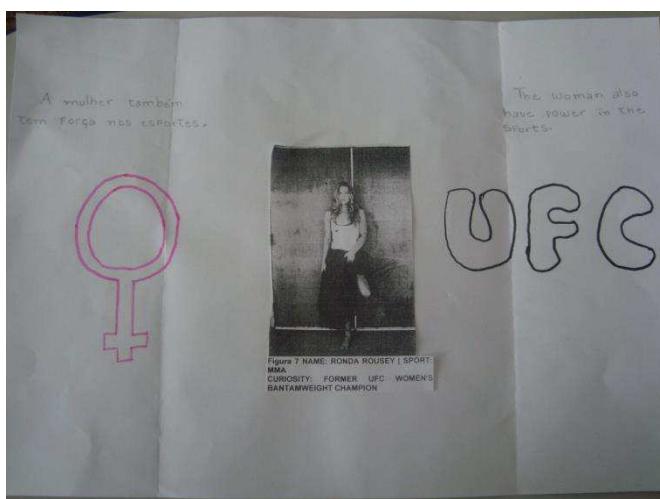 A mulher também
tem força nos esportes.
The woman also
have power in the
sports.
UFC
Figura 7 NAME: RONDA ROUSEY | SPORT:
MMA
CURIOSITY: FORMER UFC WOMEN'S
BANTAMWEIGHT CHAMPION